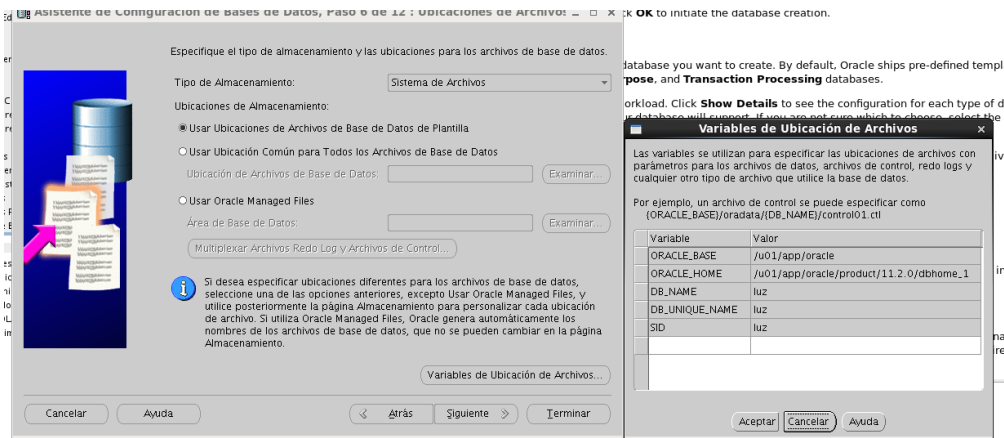 Asistente de Configuración de Bases de Datos, Paso 6 de 12 : Ubicaciones de Archivos
Especifique el tipo de almacenamiento y las ubicaciones para los archivos de base de datos.
Tipo de Almacenamiento: Sistema de Archivos
Ubicaciones de Almacenamiento:
Usar Ubicaciones de Archivos de Base de Datos de Plantilla
Usar Ubicación Común para Todos los Archivos de Base de Datos
Ubicación de Archivos de Base de Datos: Examinar...
Usar Oracle Managed Files
Área de Base de Datos: Examinar...
Multiplexar Archivos Redo Log y Archivos de Control...
Si desea especificar ubicaciones diferentes para los archivos de base de datos,
seleccione una de las opciones anteriores, excepto Usar Oracle Managed Files, y
utilice posteriormente la página Almacenamiento para personalizar cada ubicación
de archivo. Si utiliza Oracle Managed Files, Oracle genera automáticamente los
nombres de los archivos de base de datos, que no se pueden cambiar en la página
Almacenamiento.
Variables de Ubicación de Archivos...
Cancelar Ayuda Atrás Siguiente Terminar
OK to initiate the database creation.
database you want to create. By default, Oracle ships pre-defined templ
pose, and Transaction Processing databases.
orkload. Click Show Details to see the configuration for each type of d
Variables de Ubicación de Archivos
Las variables se utilizan para especificar las ubicaciones de archivos con
parámetros para los archivos de datos, archivos de control, redo logs y
cualquier otro tipo de archivo que utilice la base de datos.
Por ejemplo, un archivo de control se puede especificar como
{ORACLE_BASE}/oradata/{DB_NAME}/control01.ctl
Variable Valor
ORACLE_BASE /u01/app/oracle
ORACLE_HOME /u01/app/oracle/product/11.2.0/dbhome_1
DB_NAME luz
DB_UNIQUE_NAME luz
SID luz
Aceptar Cancelar Ayuda